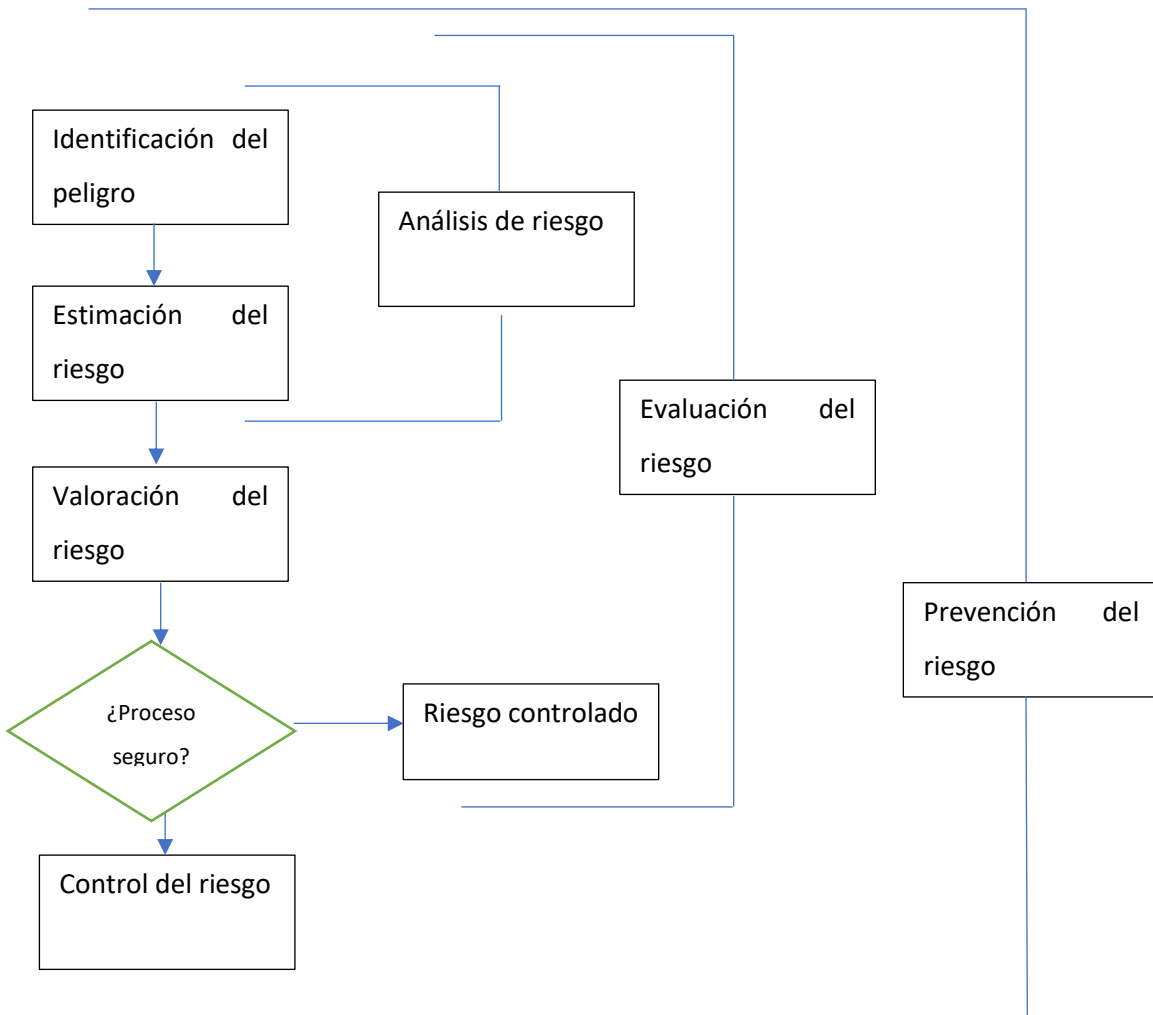 Identificación del
peligro
Análisis de riesgo
Estimación del
riesgo
Evaluación del
riesgo
Valoración del
riesgo
Prevención del
riesgo
¿Proceso
seguro?
Riesgo controlado
Control del riesgo